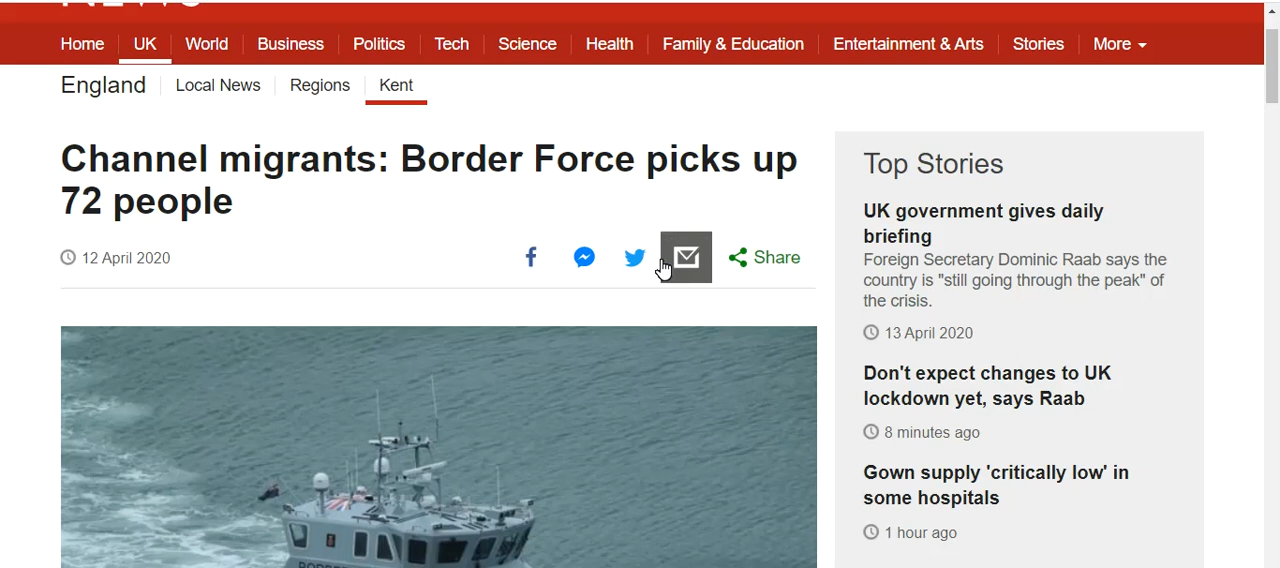 NEWS
Home UK World Business Politics Tech Science Health Family & Education Entertainment & Arts Stories More
England Local News Regions Kent
Channel migrants: Border Force picks up
72 people
12 April 2020
Share
Top Stories
UK government gives daily
briefing
Foreign Secretary Dominic Raab says the
country is "still going through the peak" of
the crisis.
13 April 2020
Don't expect changes to UK
lockdown yet, says Raab
8 minutes ago
Gown supply 'critically low' in
some hospitals
1 hour ago